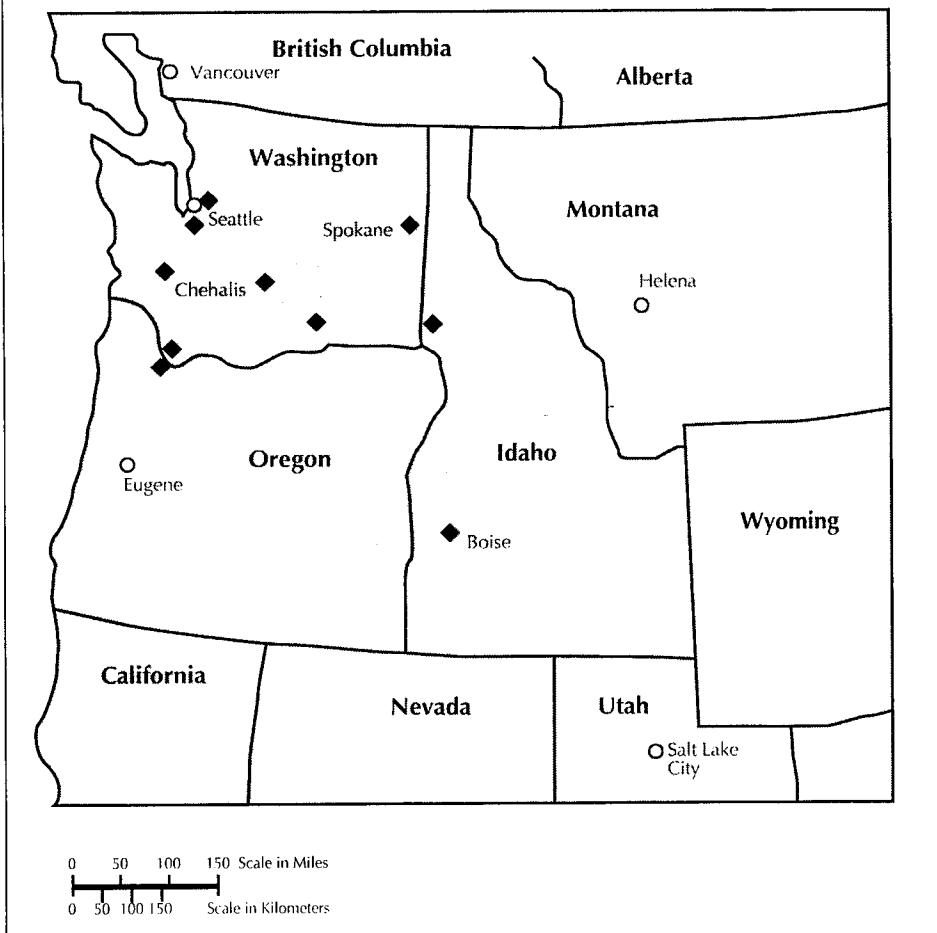 British Columbia
Vancouver
Alberta
Washington
Montana
Seattle
Spokane
Helena
Chehalis
Oregon
Idaho
Eugene
Wyoming
Boise
California
Nevada
Utah
Salt Lake
City
0 50 100 150 Scale in Miles
0 50 100 150 Scale in Kilometers